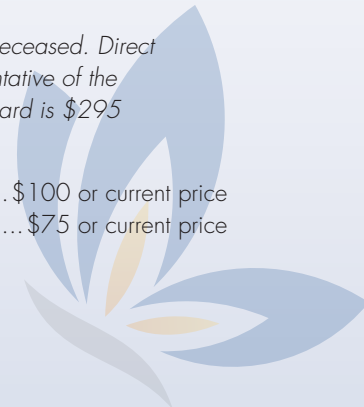 eceased. Direct
ntative of the
ard is $295
..$100 or current price
...$75 or current price